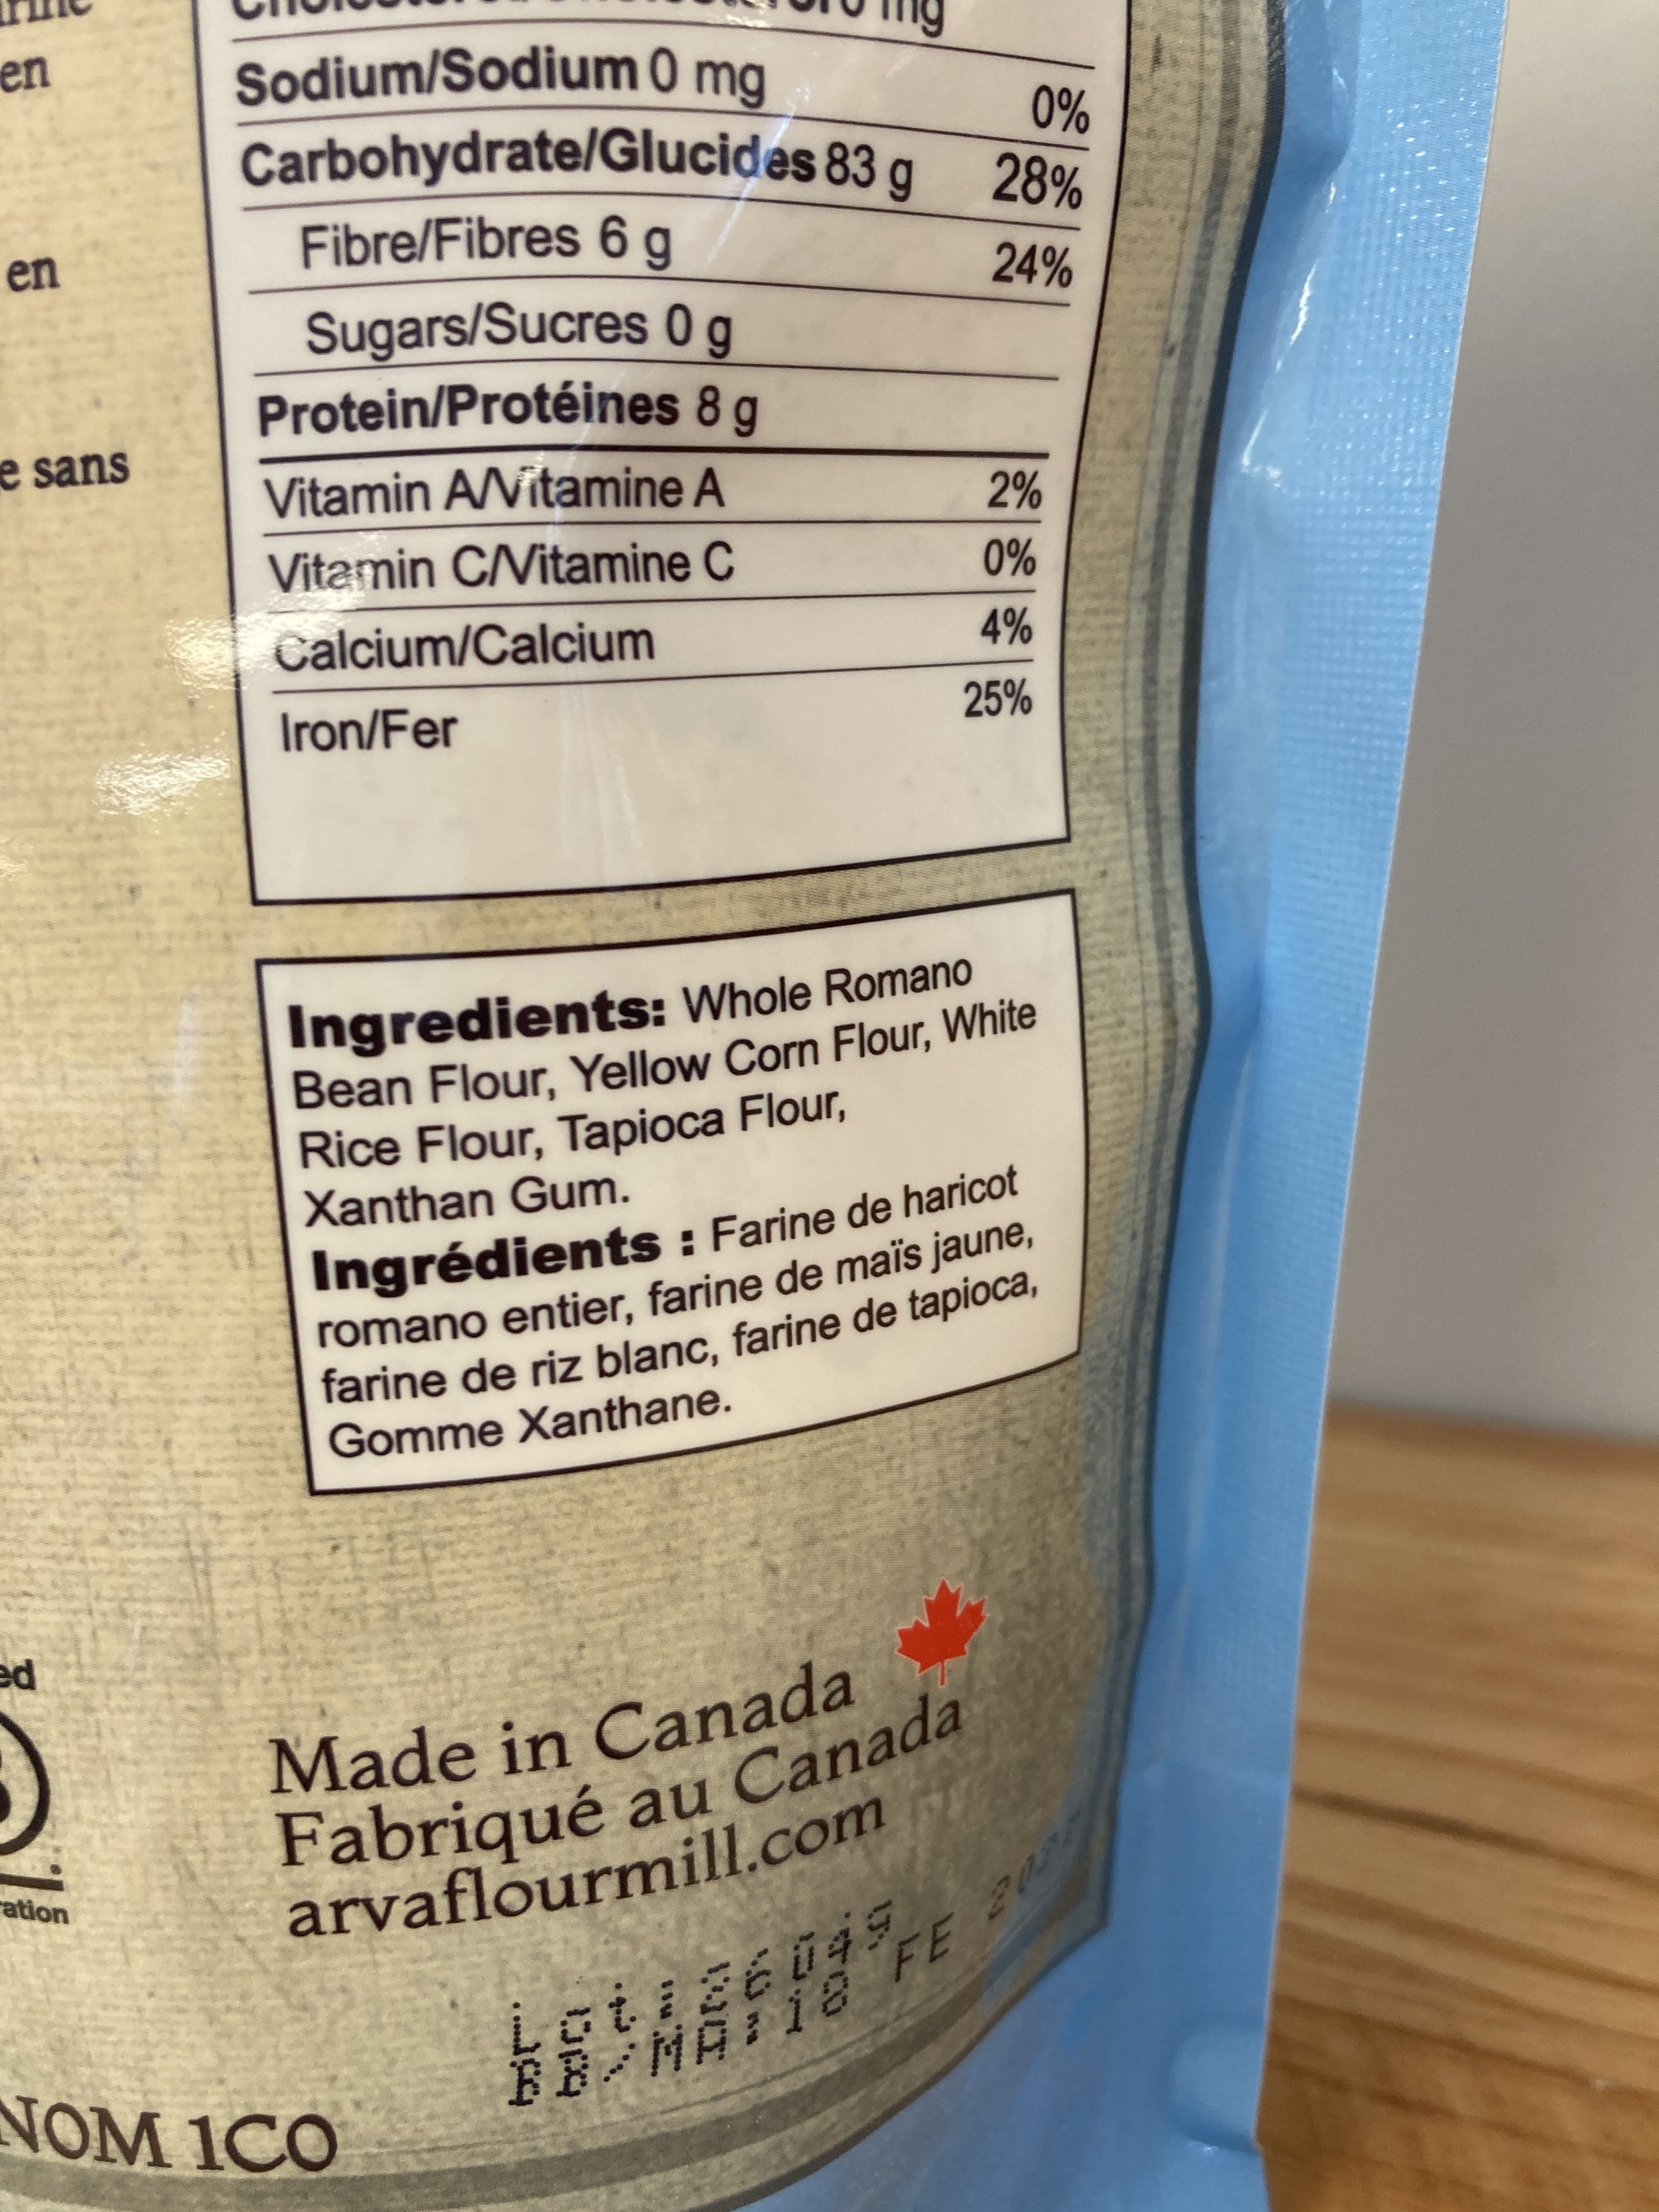 en
en
e sans
Sodium/Sodium 0 mg 0%
Carbohydrate/Glucides 83 g 28%
Fibre/Fibres 6 g 24%
Sugars/Sucres 0 g
Protein/Protéines 8 g
Vitamin A/Vitamine A 2%
Vitamin C/Vitamine C 0%
Calcium/Calcium 4%
Iron/Fer 25%
Ingredients: Whole Romano
Bean Flour, Yellow Corn Flour, White
Rice Flour, Tapioca Flour,
Xanthan Gum.
Ingrédients : Farine de haricot
romano entier, farine de maïs jaune,
farine de riz blanc, farine de tapioca,
Gomme Xanthane.
ed
ration
Made in Canada
Fabriqué au Canada
arvaflourmill.com
NOM 1CO